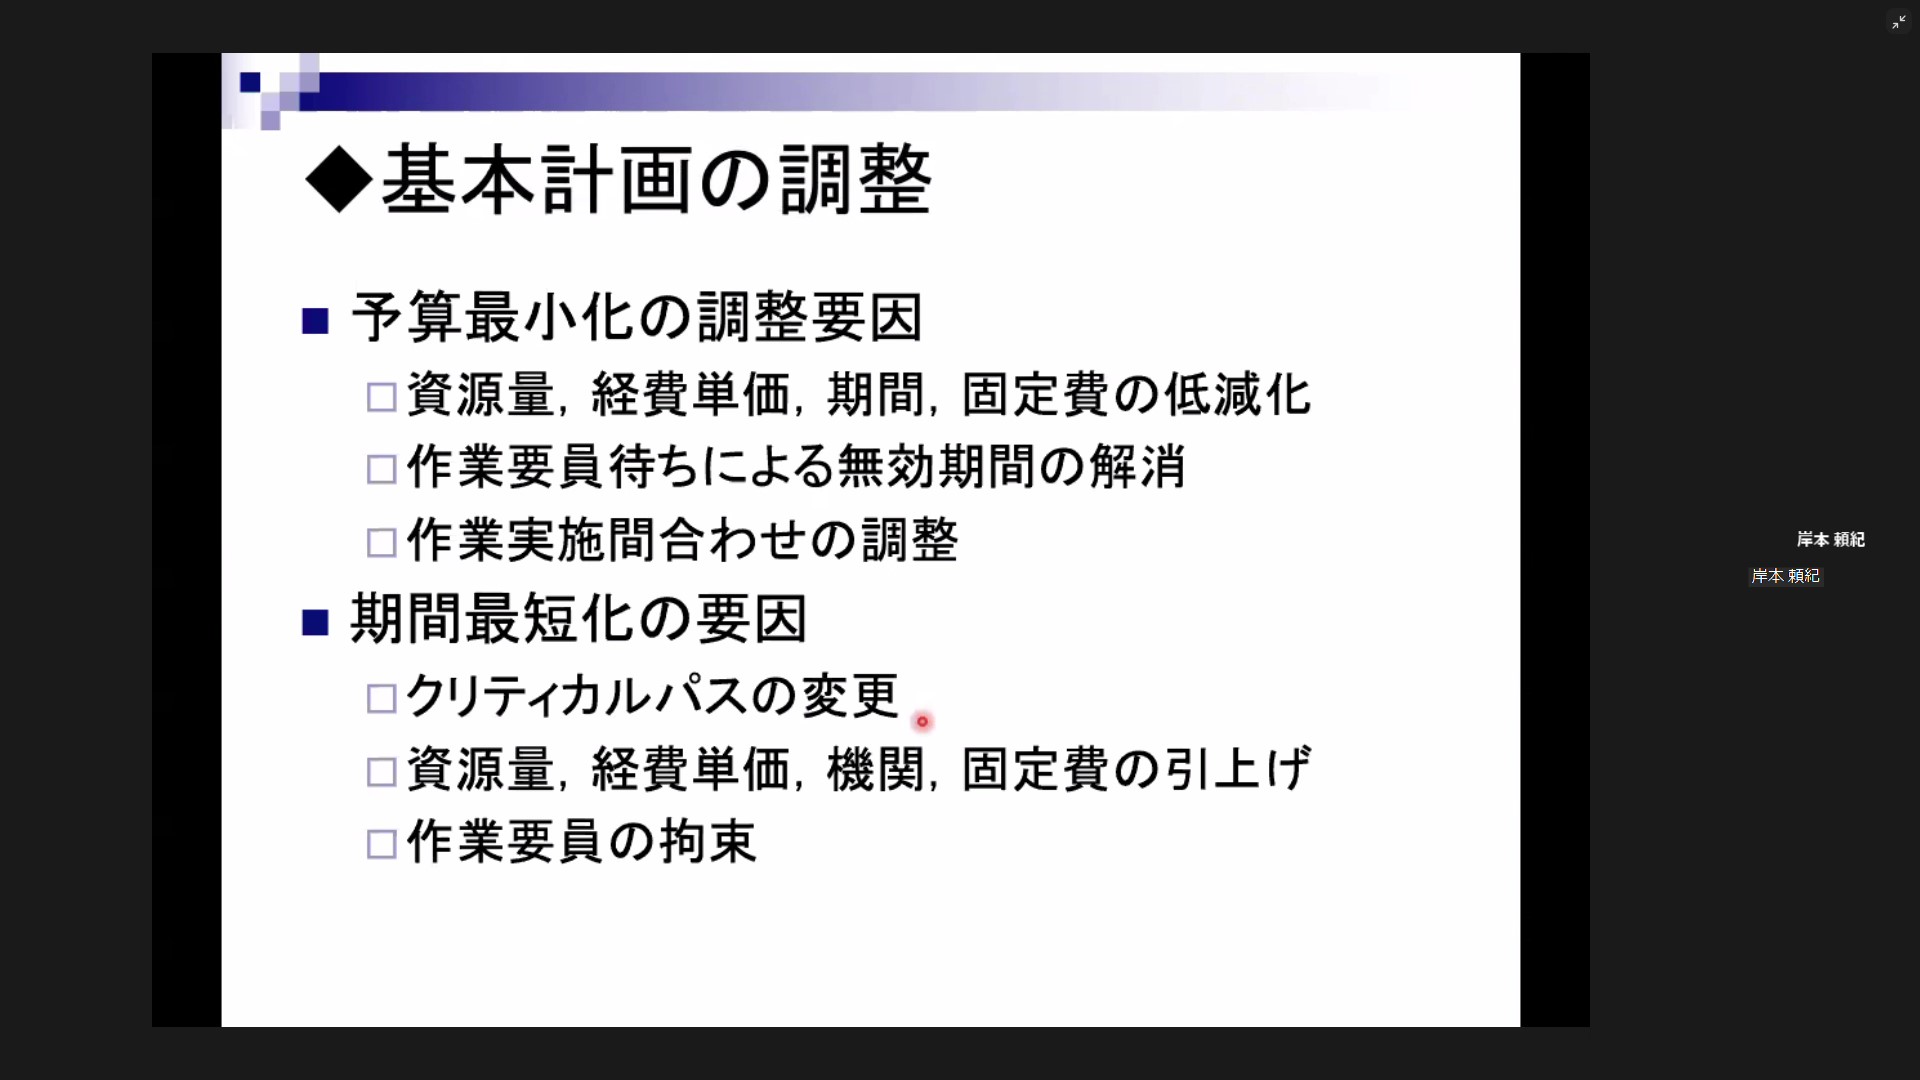 ◆基本計画の調整
■ 予算最小化の調整要因
□資源量，経費単価，期間，固定費の低減化
□作業要員待ちによる無効期間の解消
□作業実施間合わせの調整
■ 期間最短化の要因
□クリティカルパスの変更
□資源量，経費単価，機関，固定費の引上げ
□作業要員の拘束
岸本 頼紀
岸本 頼紀